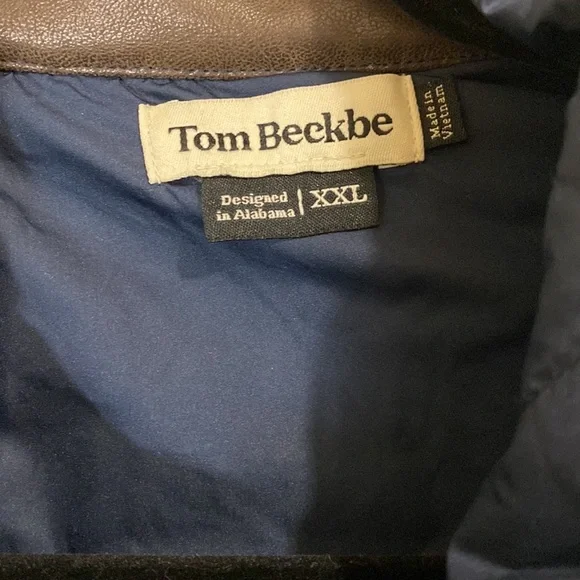 Tom Beckbe
Made in
Vietnam
Designed
in Alabama
XXL